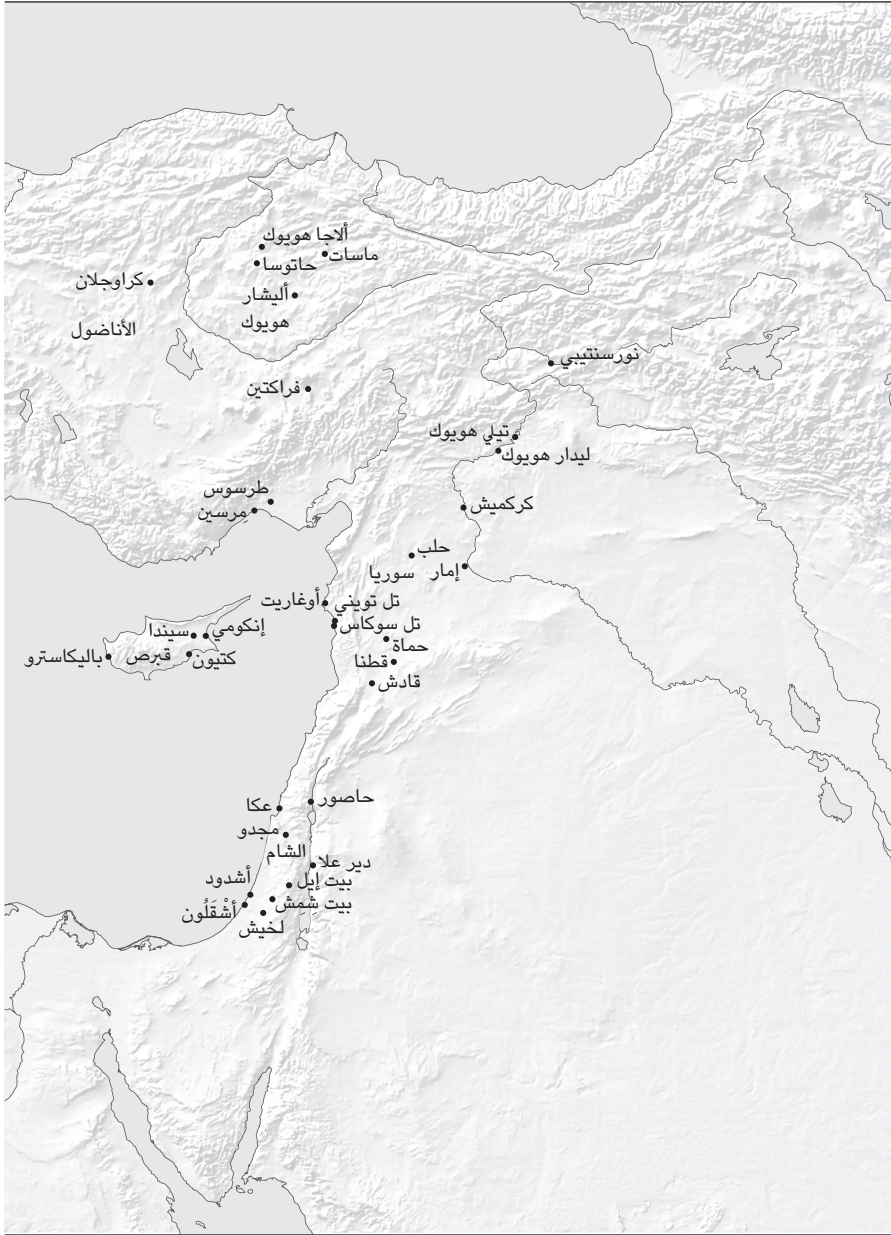 ألاجا هويوك
ماسات
حاتوسا
كراوجلان
أليشار
هويوك
الأناضول
نورسنتيبي
فراكتين
تيلي هويوك
ليدار هويوك
طرسوس
كركميش
مرسين
حلب
إمار
سوريا
تل تويني
أوغاريت
تل سوكاس
إنكومي
سيندا
حماة
كتيون
قبرص
باليكاسترو
قطنا
قادش
حاصور
عكا
مجدو
الشام
دير علا
بيت إيل
أشدود
بيت شمش
أَشْقَلُون
لخيش